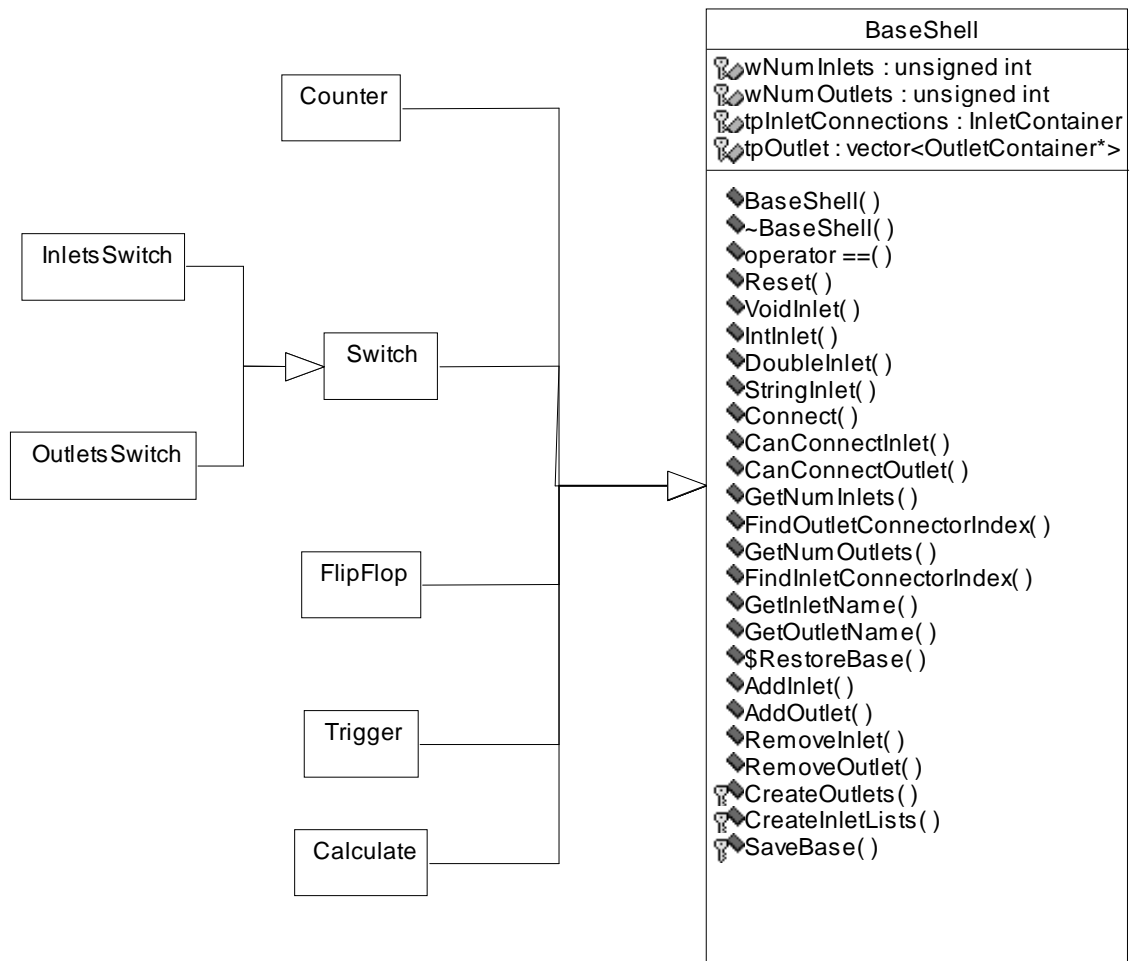 BaseShell
wNumInlets : unsigned int
wNumOutlets : unsigned int
tpInletConnections : InletContainer
tpOutlet : vector<OutletContainer*>
BaseShell( )
~BaseShell( )
operator ==( )
Reset( )
VoidInlet( )
IntInlet( )
DoubleInlet( )
StringInlet( )
Connect( )
CanConnectInlet( )
CanConnectOutlet( )
GetNumInlets( )
FindOutletConnectorIndex( )
GetNumOutlets( )
FindInletConnectorIndex( )
GetInletName( )
GetOutletName( )
$RestoreBase( )
AddInlet( )
AddOutlet( )
RemoveInlet( )
RemoveOutlet( )
CreateOutlets( )
CreateInletLists( )
SaveBase( )
Counter
InletsSwitch
Switch
OutletsSwitch
FlipFlop
Trigger
Calculate